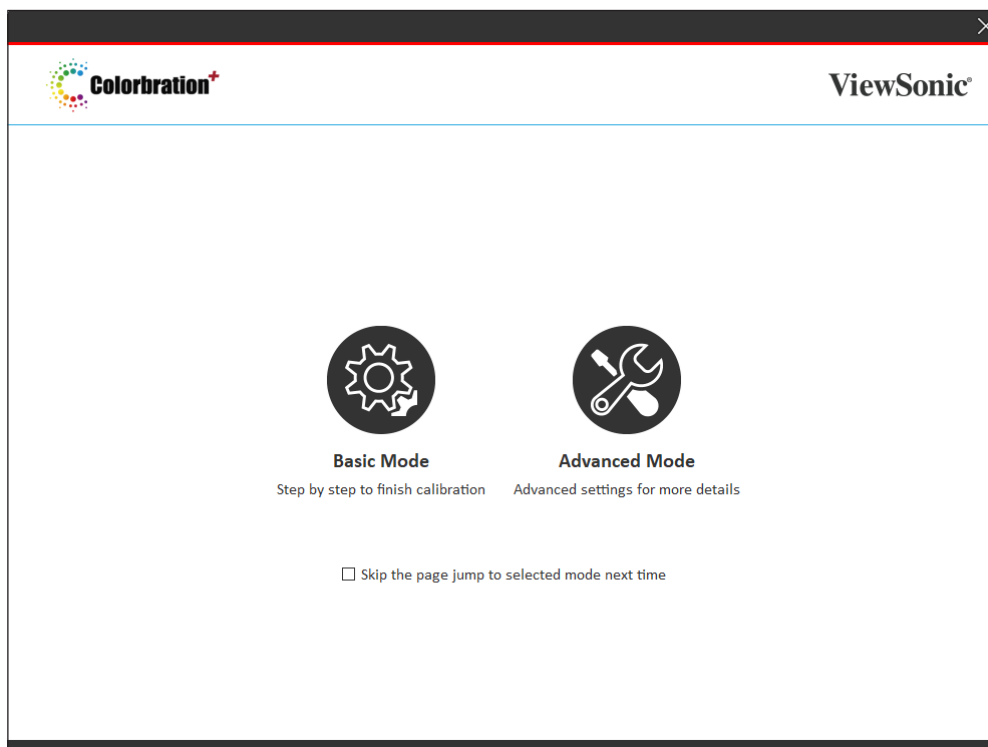 Colorbration+
ViewSonic®
Basic Mode
Advanced Mode
Step by step to finish calibration
Advanced settings for more details
Skip the page jump to selected mode next time